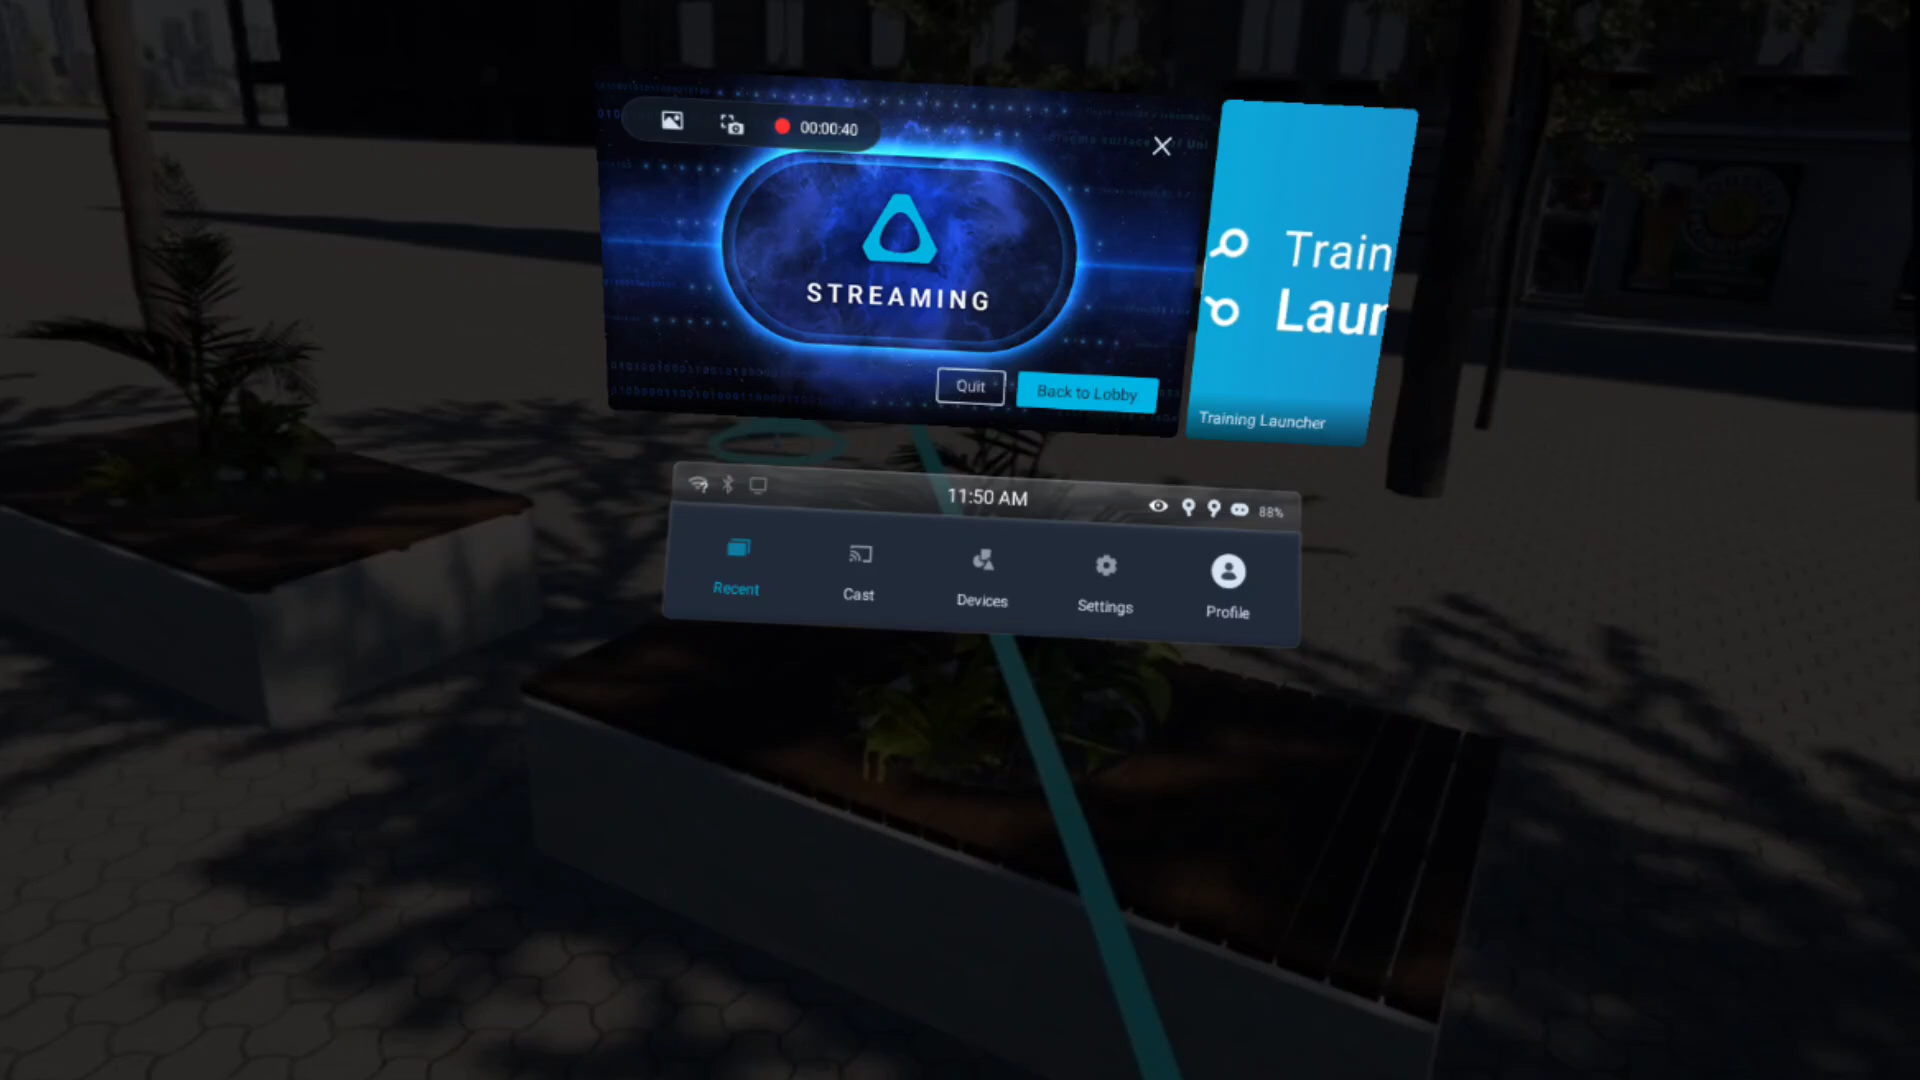 00:00:40
STREAMING
Quit
Back to Lobby
Train
Laun
Training Launcher
11:50 AM
88%
Recent
Cast
Devices
Settings
Profile